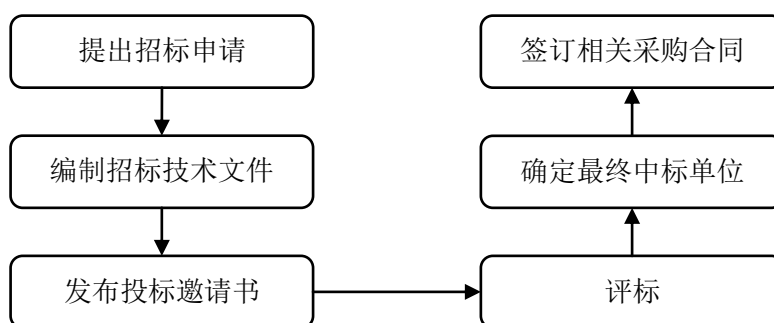 提出招标申请
编制招标技术文件
发布投标邀请书
评标
确定最终中标单位
签订相关采购合同